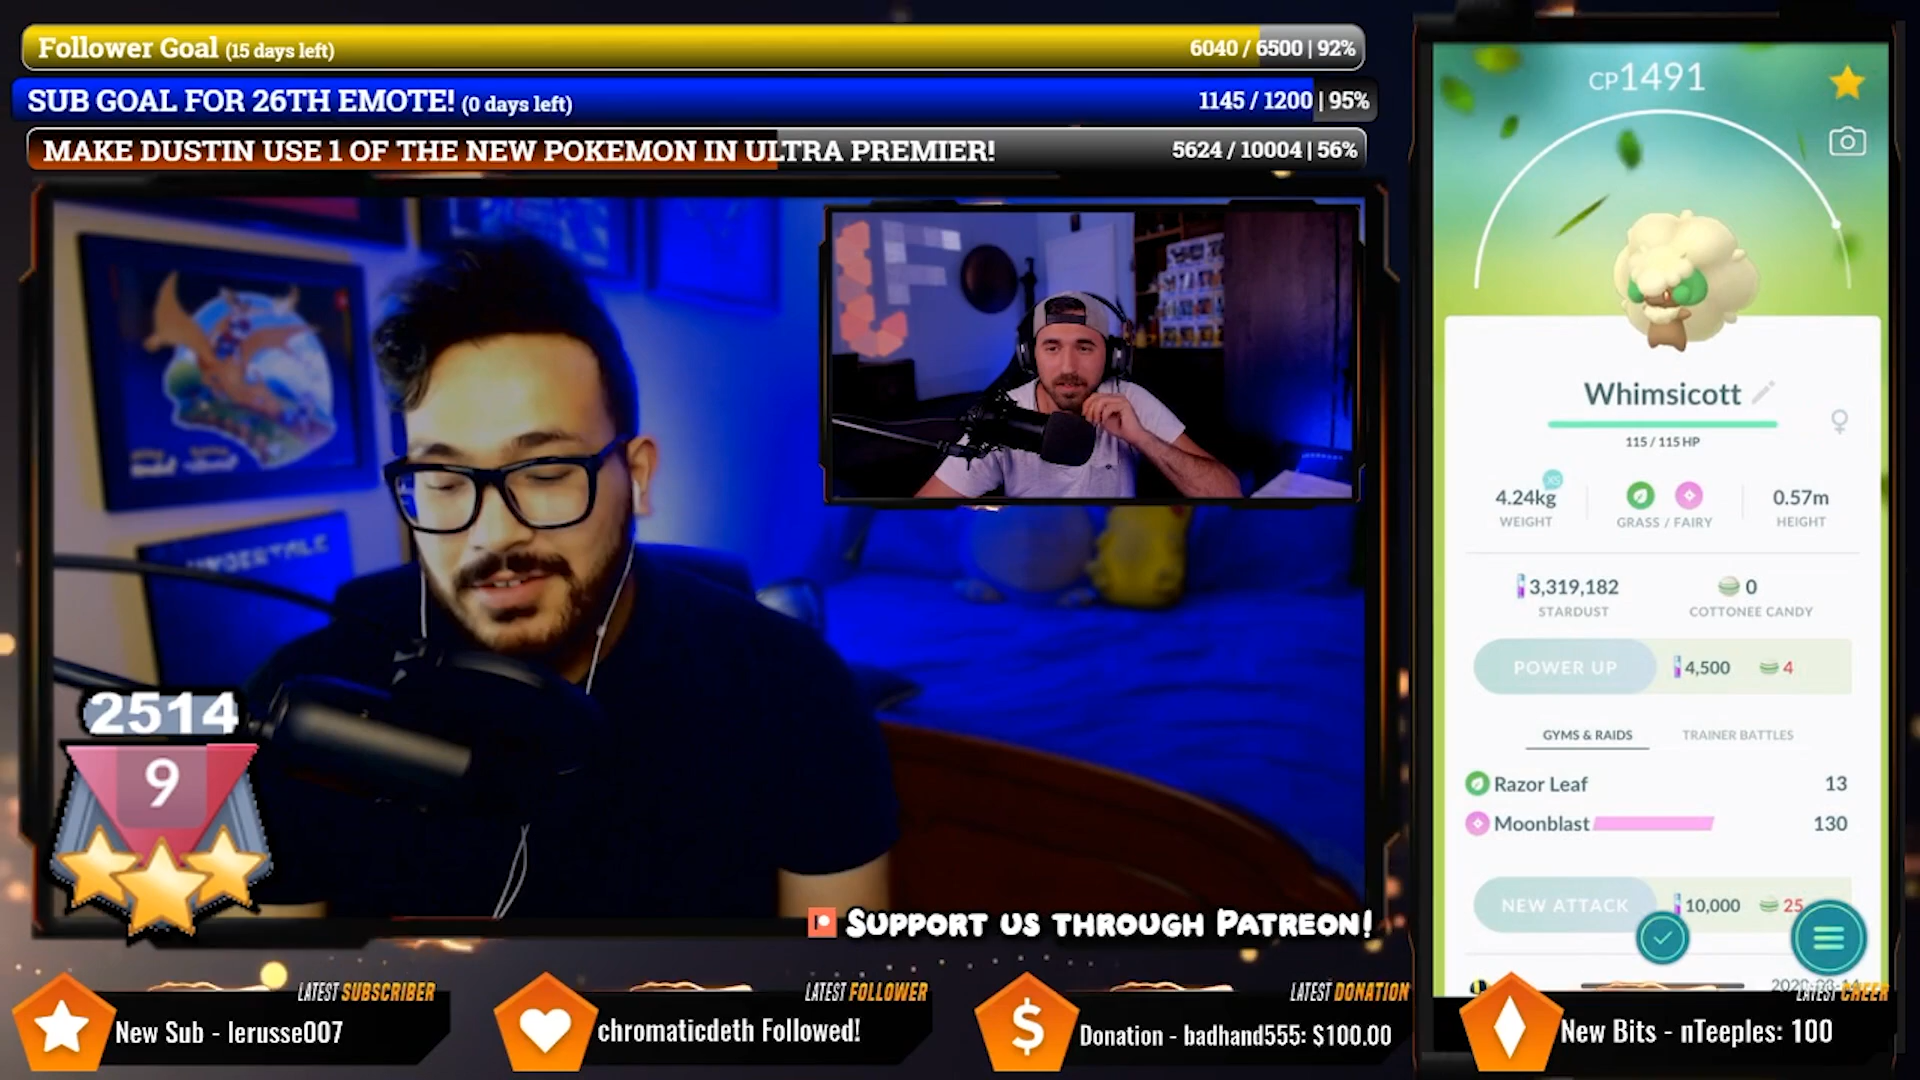 Follower Goal (15 days left) 6040 / 6500 | 92%
SUB GOAL FOR 26TH EMOTE! (0 days left) 1145 / 1200 | 95%
MAKE DUSTIN USE 1 OF THE NEW POKEMON IN ULTRA PREMIER! 5624 / 10004 | 56%
UNDERTALE
2514
9
SUPPORT US THROUGH PATREON!
CP1491
Whimsicott
115 / 115 HP
XS
4.24kg 0.57m
WEIGHT GRASS / FAIRY HEIGHT
3,319,182 0
STARDUST COTTONEE CANDY
POWER UP 4,500 4
GYMS & RAIDS TRAINER BATTLES
Razor Leaf 13
Moonblast 130
NEW ATTACK 10,000 25
LATEST SUBSCRIBER
New Sub - lerusse007
LATEST FOLLOWER
chromaticdeth Followed!
LATEST DONATION
Donation - badhand555: $100.00
LATEST CHEER
New Bits - nTeeples: 100